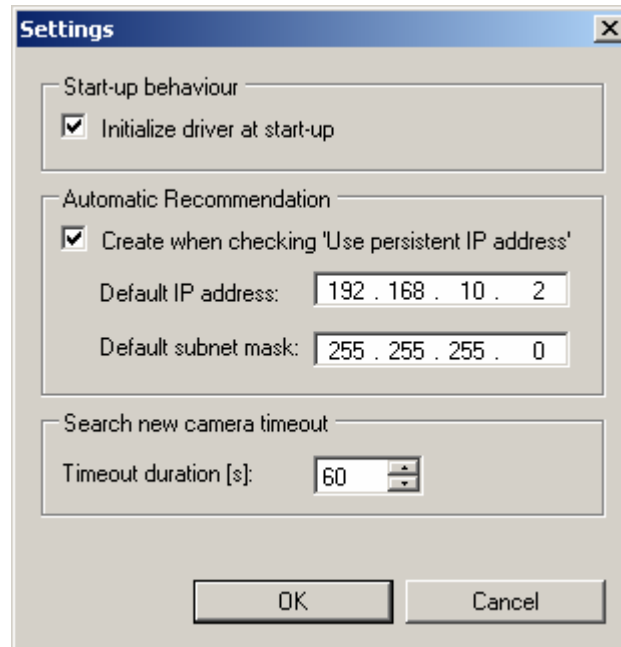 Settings
Start-up behaviour
Initialize driver at start-up
Automatic Recommendation
Create when checking 'Use persistent IP address'
Default IP address: 192 . 168 . 10 . 2
Default subnet mask: 255 . 255 . 255 . 0
Search new camera timeout
Timeout duration [s]: 60
OK Cancel